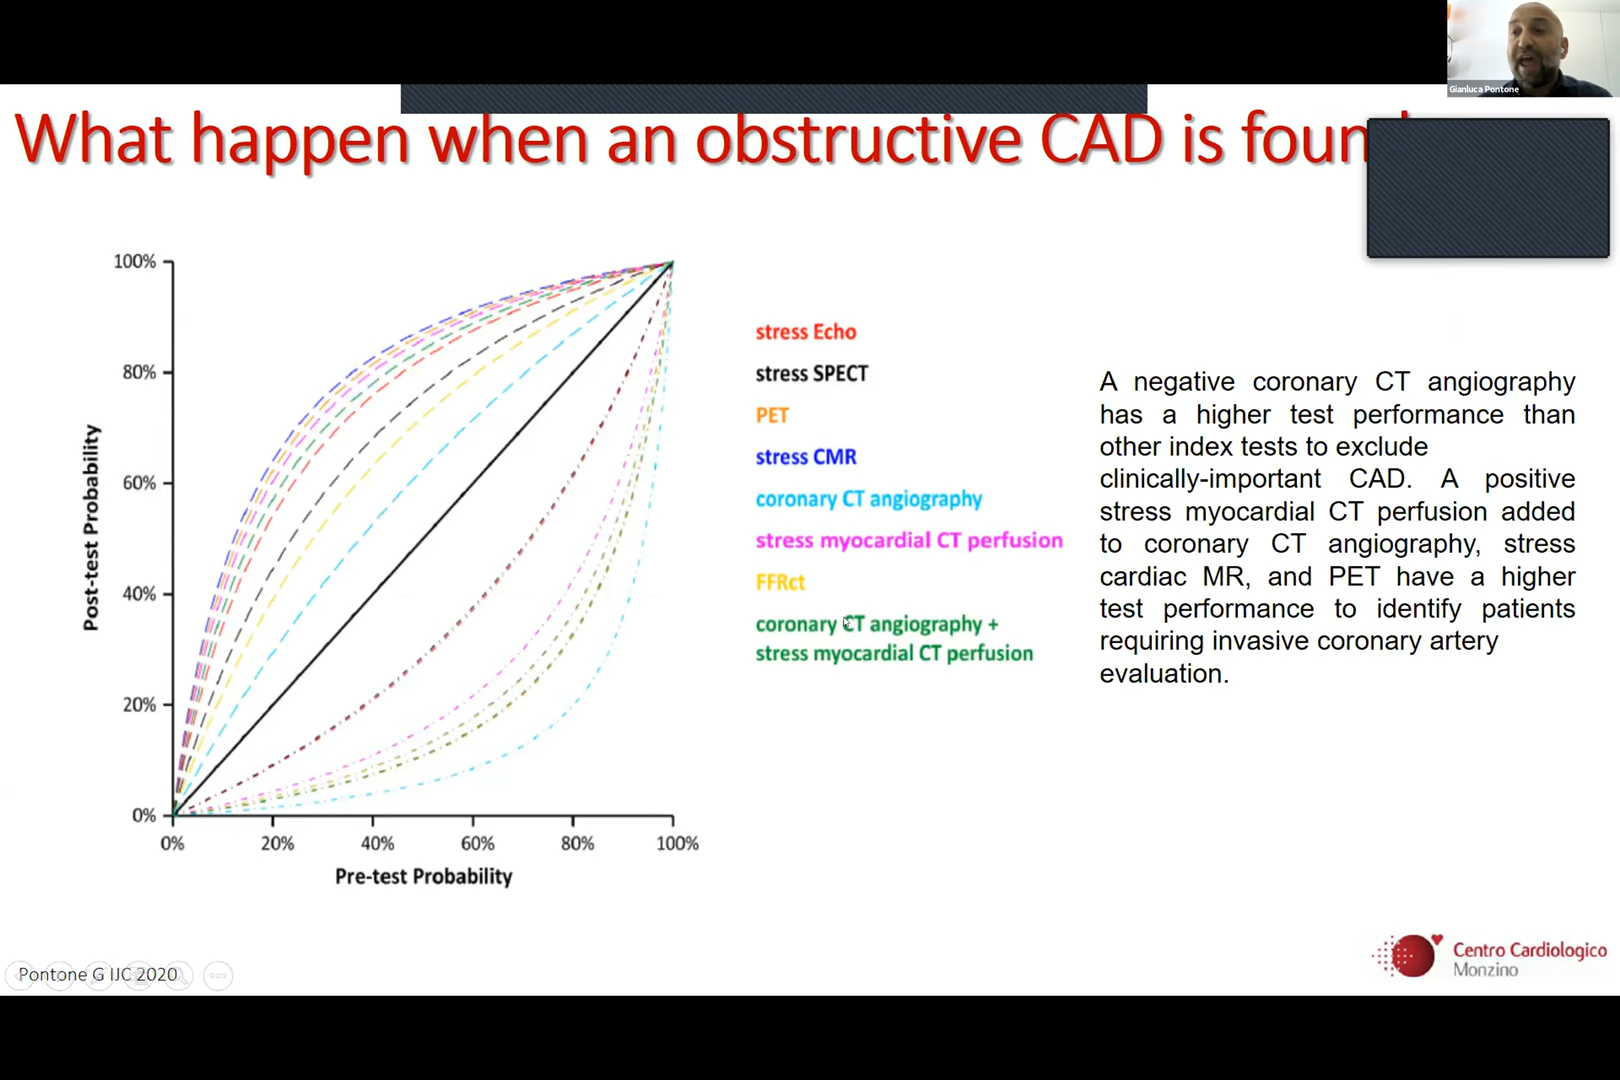 Gianluca Pontone
What happen when an obstructive CAD is foun
100%
80%
60%
40%
20%
0%
Post-test Probability
0%
20%
40%
60%
80%
100%
Pre-test Probability
stress Echo
stress SPECT
PET
stress CMR
coronary CT angiography
stress myocardial CT perfusion
FFRct
coronary CT angiography +
stress myocardial CT perfusion
A negative coronary CT angiography
has a higher test performance than
other index tests to exclude
clinically-important CAD. A positive
stress myocardial CT perfusion added
to coronary CT angiography, stress
cardiac MR, and PET have a higher
test performance to identify patients
requiring invasive coronary artery
evaluation.
Pontone G IJC 2020
Centro Cardiologico
Monzino